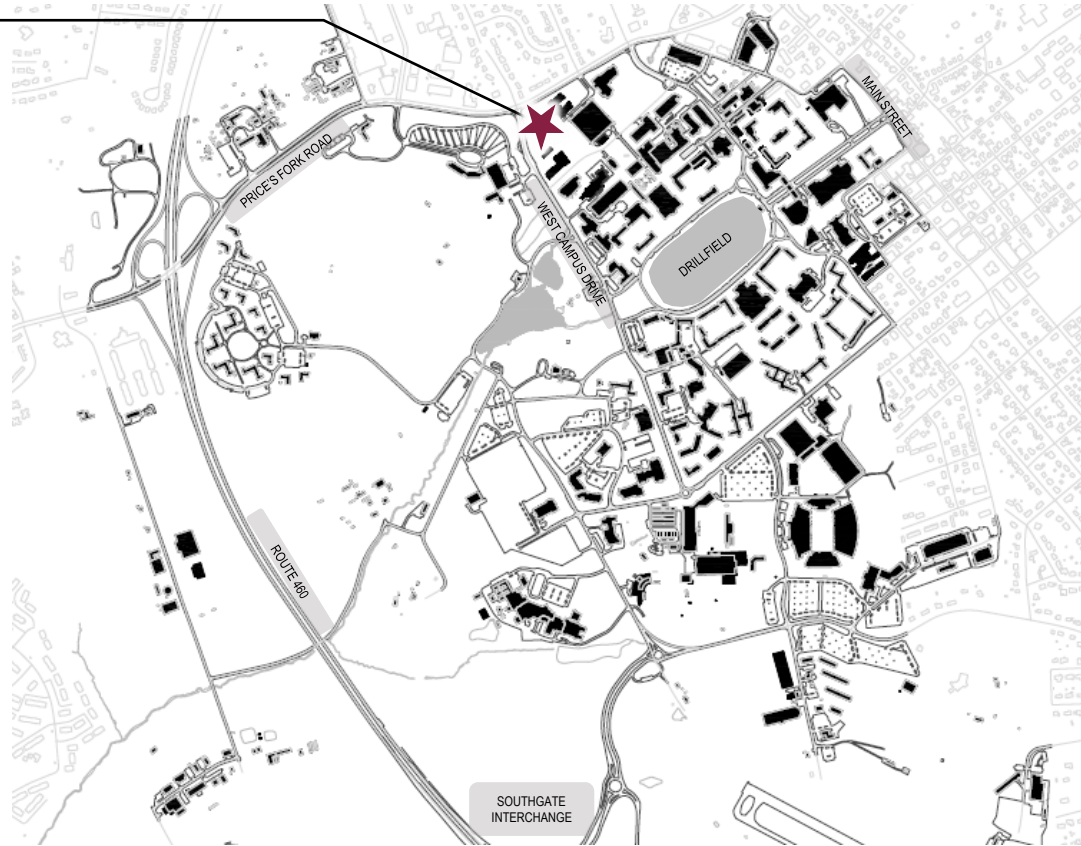 MAIN STREET
PRICE'S FORK ROAD
WEST CAMPUS DRIVE
DRILLFIELD
ROUTE 460
SOUTHGATE
INTERCHANGE